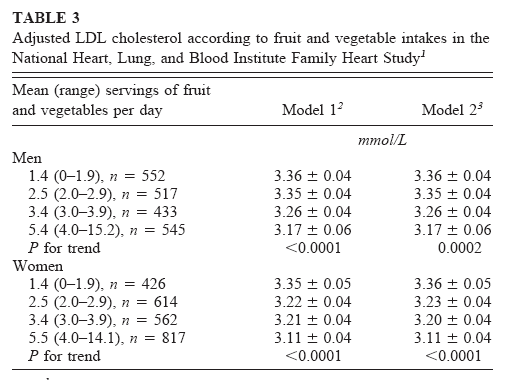 TABLE 3
Adjusted LDL cholesterol according to fruit and vegetable intakes in the
National Heart, Lung, and Blood Institute Family Heart Study¹
Mean (range) servings of fruit
and vegetables per day Model 1² Model 2³
mmol/L
Men
1.4 (0–1.9), n = 552 3.36 ± 0.04 3.36 ± 0.04
2.5 (2.0–2.9), n = 517 3.35 ± 0.04 3.35 ± 0.04
3.4 (3.0–3.9), n = 433 3.26 ± 0.04 3.26 ± 0.04
5.4 (4.0–15.2), n = 545 3.17 ± 0.06 3.17 ± 0.06
P for trend <0.0001 0.0002
Women
1.4 (0–1.9), n = 426 3.35 ± 0.05 3.36 ± 0.05
2.5 (2.0–2.9), n = 614 3.22 ± 0.04 3.23 ± 0.04
3.4 (3.0–3.9), n = 562 3.21 ± 0.04 3.20 ± 0.04
5.5 (4.0–14.1), n = 817 3.11 ± 0.04 3.11 ± 0.04
P for trend <0.0001 <0.0001